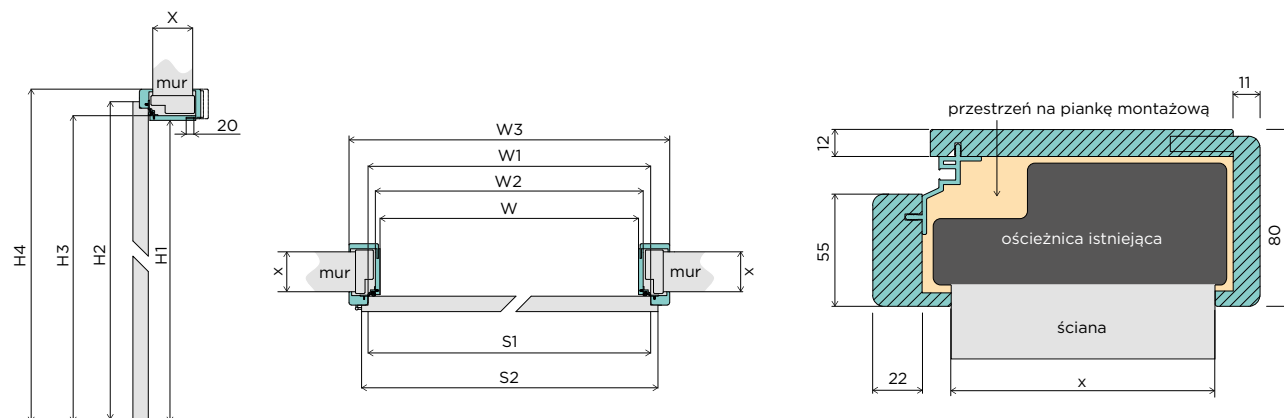 X
mur
20
H4
H3
H2
H1
W3
W1
W2
W
x
mur
mur
x
S1
S2
11
przestrzeń na piankę montażową
12
55
ościeżnica istniejąca
80
ściana
22
x